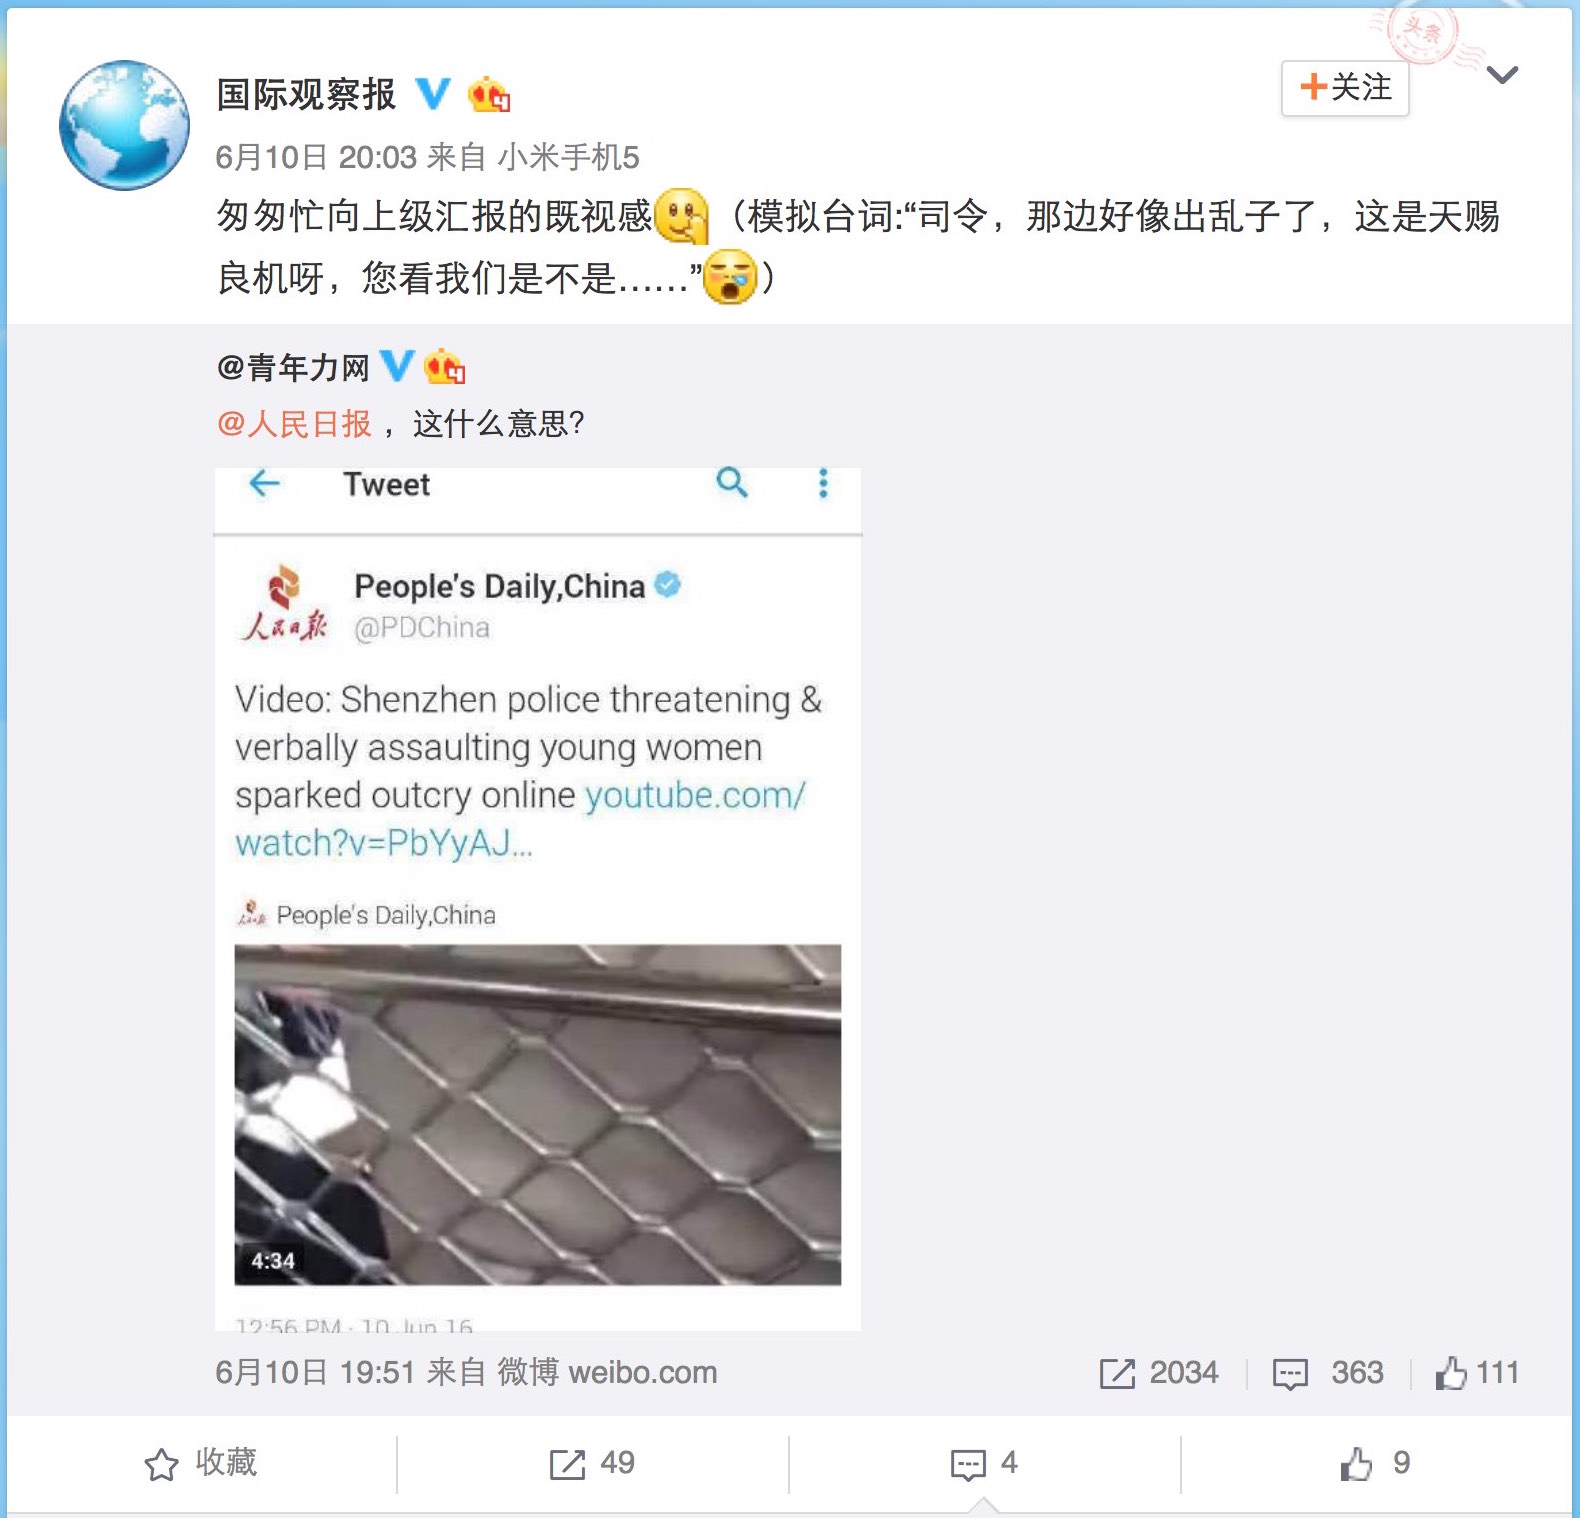 头条
国际观察报
+关注
6月10日 20:03 来自 小米手机5
匆匆忙向上级汇报的既视感（模拟台词:“司令，那边好像出乱子了，这是天赐
良机呀，您看我们是不是……”）
@青年力网
@人民日报 ，这什么意思？
Tweet
People's Daily,China
人民日報
@PDChina
Video: Shenzhen police threatening &
verbally assaulting young women
sparked outcry online youtube.com/
watch?v=PbYyAJ...
People's Daily,China
4:34
12:56 PM · 10 Jun 16
6月10日 19:51 来自 微博 weibo.com
2034
363
111
收藏
49
4
9